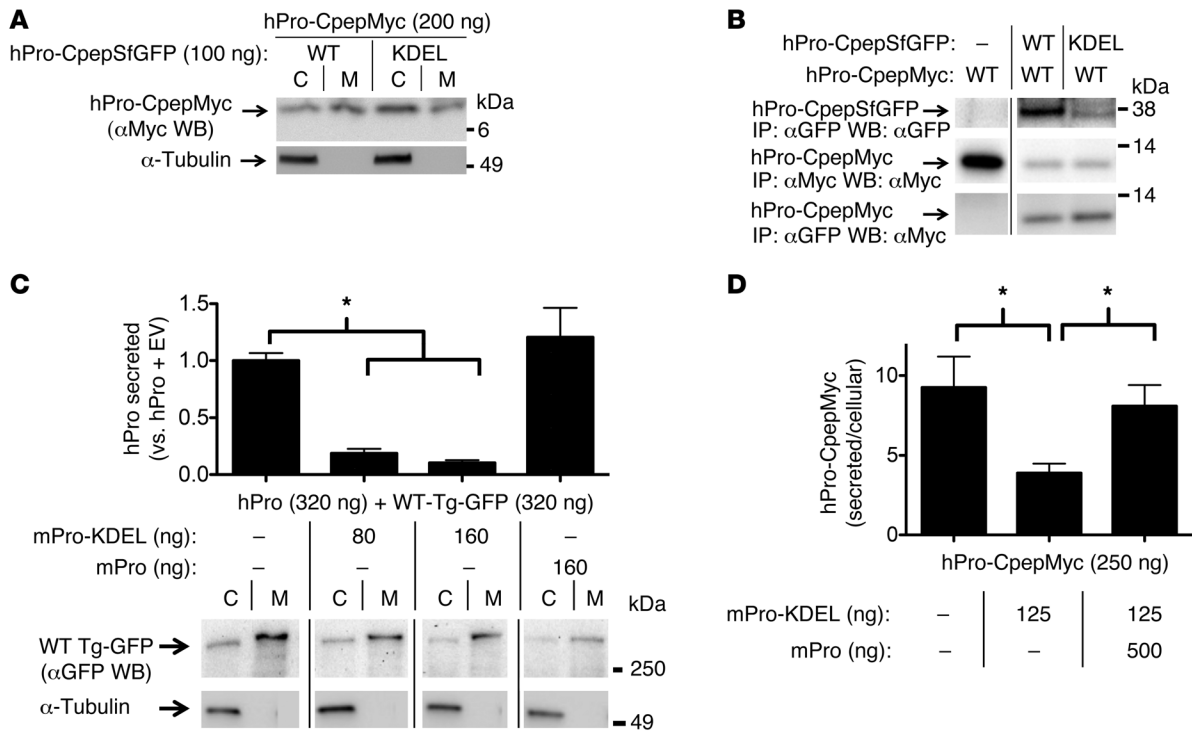 A
hPro-CpepMyc (200 ng)
hPro-CpepSfGFP (100 ng): WT KDEL
C M C M
hPro-CpepMyc
(αMyc WB)
kDa
6
α-Tubulin
49
B
hPro-CpepSfGFP: – WT KDEL
hPro-CpepMyc: WT WT WT
kDa
hPro-CpepSfGFP 38
IP: αGFP WB: αGFP
14
hPro-CpepMyc
IP: αMyc WB: αMyc
14
hPro-CpepMyc
IP: αGFP WB: αMyc
C
hPro secreted
(vs. hPro + EV)
1.5
1.0
0.5
0.0
*
hPro (320 ng) + WT-Tg-GFP (320 ng)
mPro-KDEL (ng): – 80 160 –
mPro (ng): – – – 160
C M C M C M C M
kDa
WT Tg-GFP
(αGFP WB)
250
α-Tubulin
49
D
hPro-CpepMyc
(secreted/cellular)
10
5
0
* *
hPro-CpepMyc (250 ng)
mPro-KDEL (ng): – 125 125
mPro (ng): – – 500